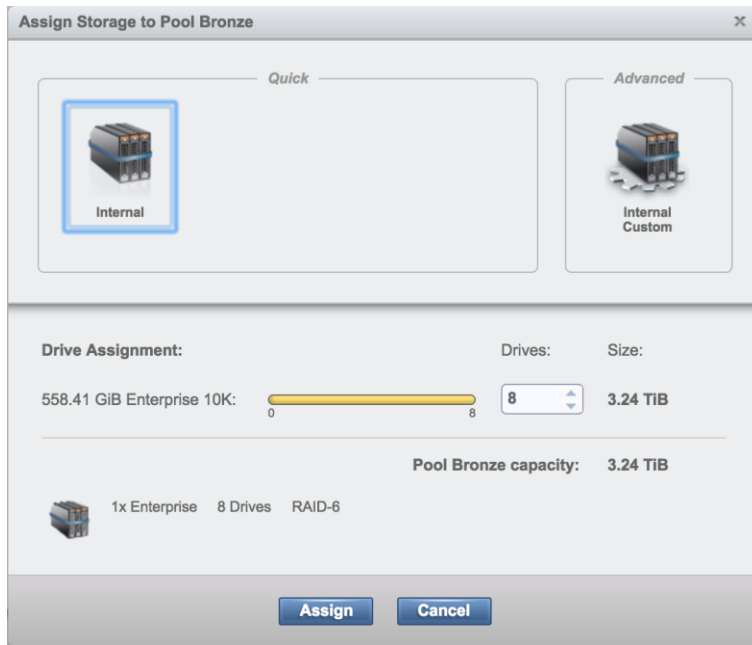 Assign Storage to Pool Bronze x
Quick Advanced
Internal
Internal
Custom
Drive Assignment: Drives: Size:
558.41 GiB Enterprise 10K: 8 3.24 TiB
0 8
Pool Bronze capacity: 3.24 TiB
1x Enterprise 8 Drives RAID-6
Assign Cancel